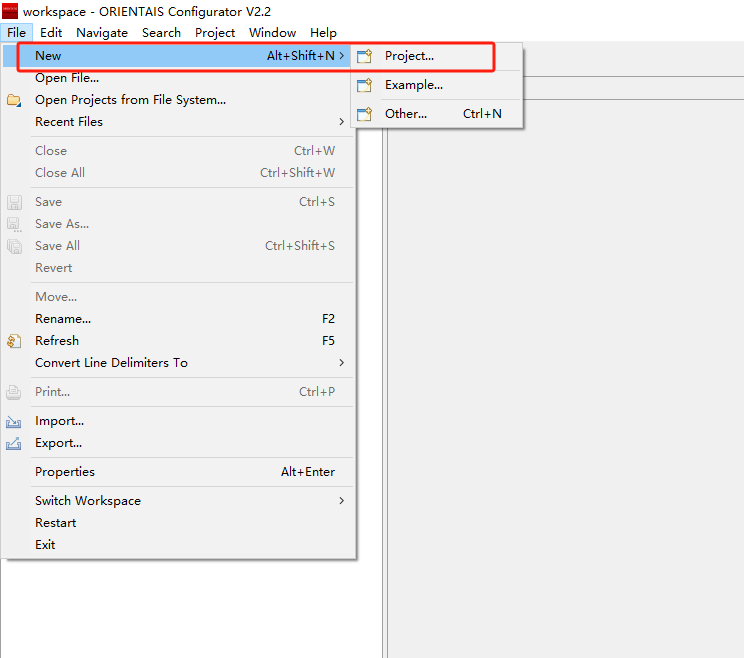 workspace - ORIENTAIS Configurator V2.2
File Edit Navigate Search Project Window Help
New Alt+Shift+N
Project...
Open File...
Example...
Open Projects from File System...
Other... Ctrl+N
Recent Files
Close Ctrl+W
Close All Ctrl+Shift+W
Save Ctrl+S
Save As...
Save All Ctrl+Shift+S
Revert
Move...
Rename... F2
Refresh F5
Convert Line Delimiters To
Print... Ctrl+P
Import...
Export...
Properties Alt+Enter
Switch Workspace
Restart
Exit